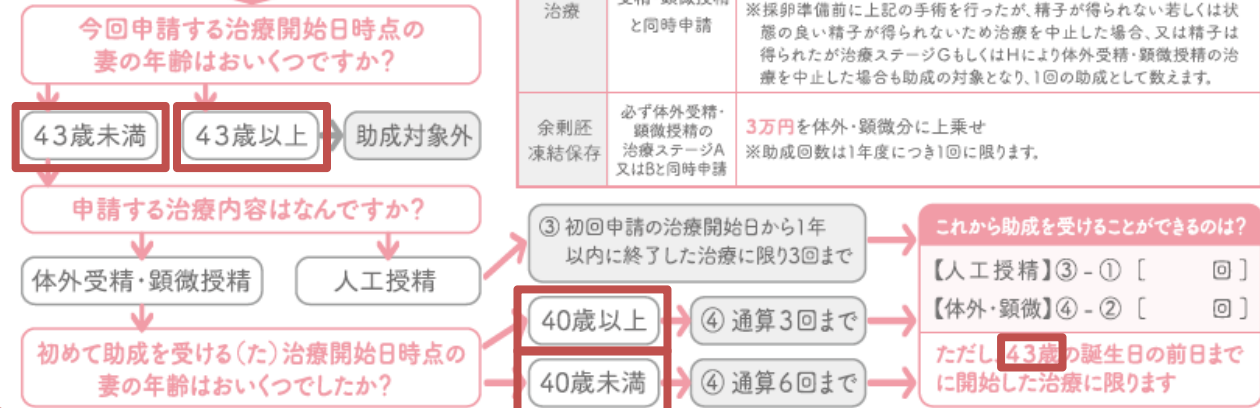 今回申請する治療開始日時点の
妻の年齢はおいくつですか?
43歳未満
43歳以上
助成対象外
申請する治療内容はなんですか?
体外受精・顕微授精
人工授精
初めて助成を受ける(た)治療開始日時点の
妻の年齢はおいくつでしたか?
治療
と同時申請
※採卵準備前に上記の手術を行ったが、精子が得られない若しくは状
態の良い精子が得られないため治療を中止した場合、又は精子は
得られたが治療ステージGもしくはHにより体外受精・顕微授精の治
療を中止した場合も助成の対象となり、1回の助成として数えます。
余剰胚
凍結保存
必ず体外受精・
顕微授精の
治療ステージA
又はBと同時申請
3万円を体外・顕微分に上乗せ
※助成回数は1年度につき1回に限ります。
③ 初回申請の治療開始日から1年
以内に終了した治療に限り3回まで
40歳以上
④ 通算3回まで
40歳未満
④ 通算6回まで
これから助成を受けることができるのは?
【人工授精】③-①[ 回]
【体外・顕微】④-②[ 回]
ただし、43歳の誕生日の前日まで
に開始した治療に限ります